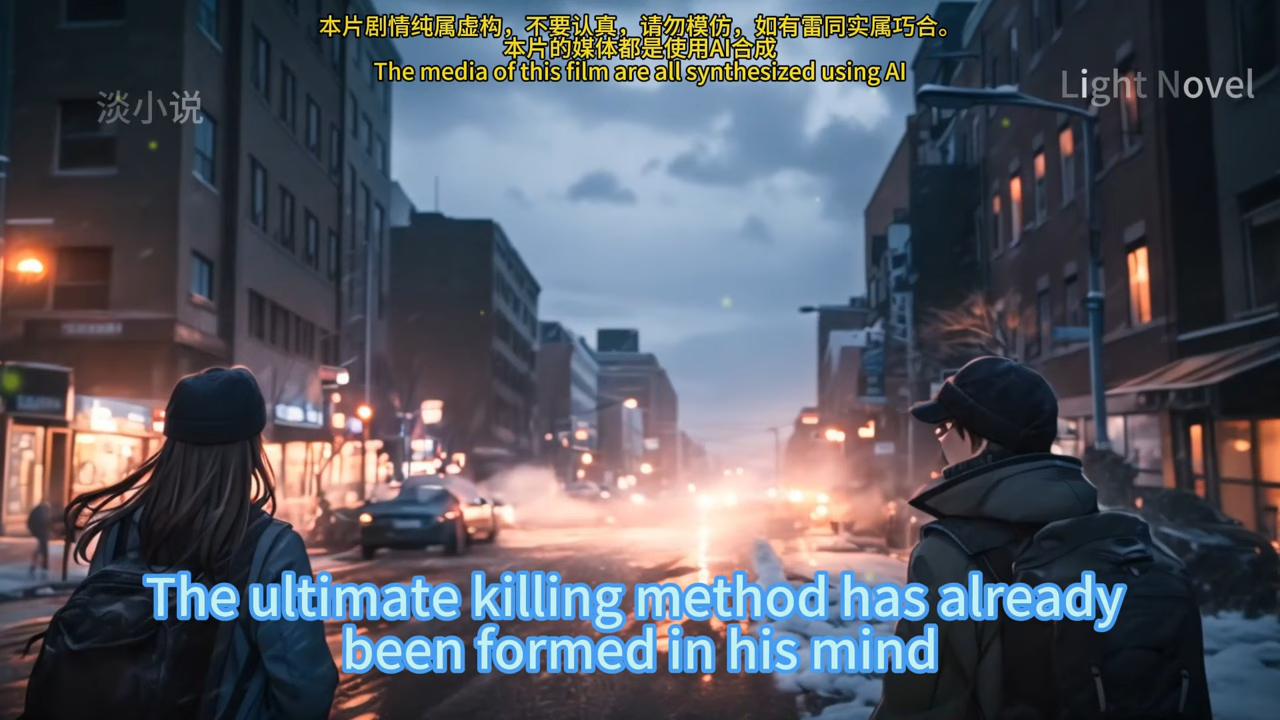 本片剧情纯属虚构，不要认真，请勿模仿，如有雷同实属巧合。
本片的媒体都是使用AI合成
The media of this film are all synthesized using AI
淡小说
Light Novel
The ultimate killing method has already
been formed in his mind